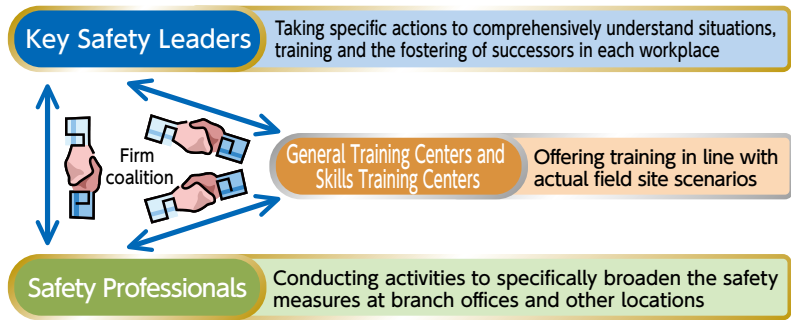 Key Safety Leaders
Taking specific actions to comprehensively understand situations,
training and the fostering of successors in each workplace
Firm
coalition
General Training Centers and
Skills Training Centers
Offering training in line with
actual field site scenarios
Safety Professionals
Conducting activities to specifically broaden the safety
measures at branch offices and other locations